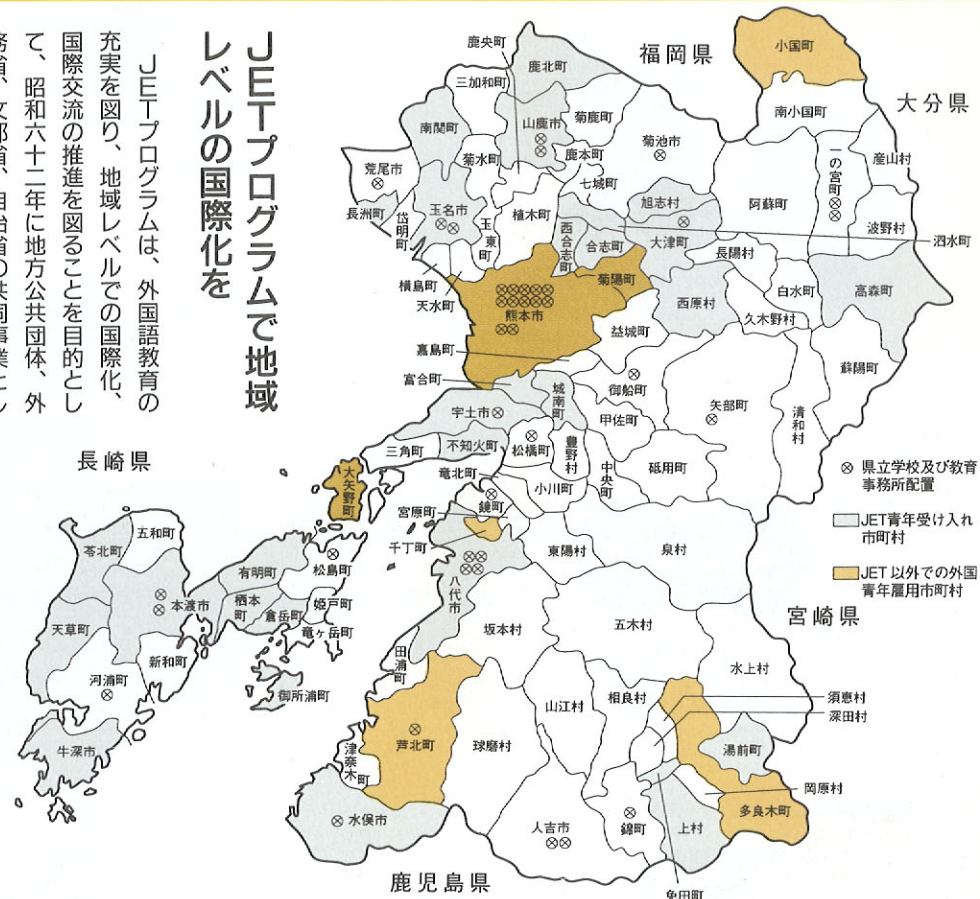 JETプログラムで地域
レベルの国際化を
JETプログラムは、外国語教育の
充実を図り、地域レベルでの国際化、
国際交流の推進を図ることを目的とし
て、昭和六十二年に地方公共団体、外
福岡県
大分県
長崎県
宮崎県
鹿児島県
小国町
南小国町
鹿央町
鹿北町
三加和町
菊鹿町
山鹿市
南関町
菊水町
鹿本町
菊池市
七城町
荒尾市
長洲町
岱明町
玉名市
玉東町
植木町
旭志村
阿蘇町
一の宮町
産山村
波野村
西合志町
合志町
大津町
泗水町
長陽村
横島町
天水町
熊本市
菊陽町
西原村
白水村
高森町
久木野村
益城町
嘉島町
蘇陽町
富合町
城南町
御船町
矢部町
清和村
宇土市
甲佐町
三角町
不知火町
松橋町
豊野村
中央町
砥用町
大矢野町
竜北町
小川町
宮原町
鏡町
千丁町
東陽村
泉村
八代市
苓北町
五和町
有明町
松島町
本渡市
栖本町
倉岳町
姫戸町
竜ヶ岳町
天草町
新和町
河浦町
御所浦町
牛深市
坂本村
五木村
田浦町
水上村
相良村
山江村
須恵村
深田村
芦北町
球磨村
湯前町
津奈木町
岡原村
多良木町
水俣市
人吉市
錦町
上村
免田町
⊗ 県立学校及び教育
事務所配置
JET青年受け入れ
市町村
JET以外での外国
青年雇用市町村